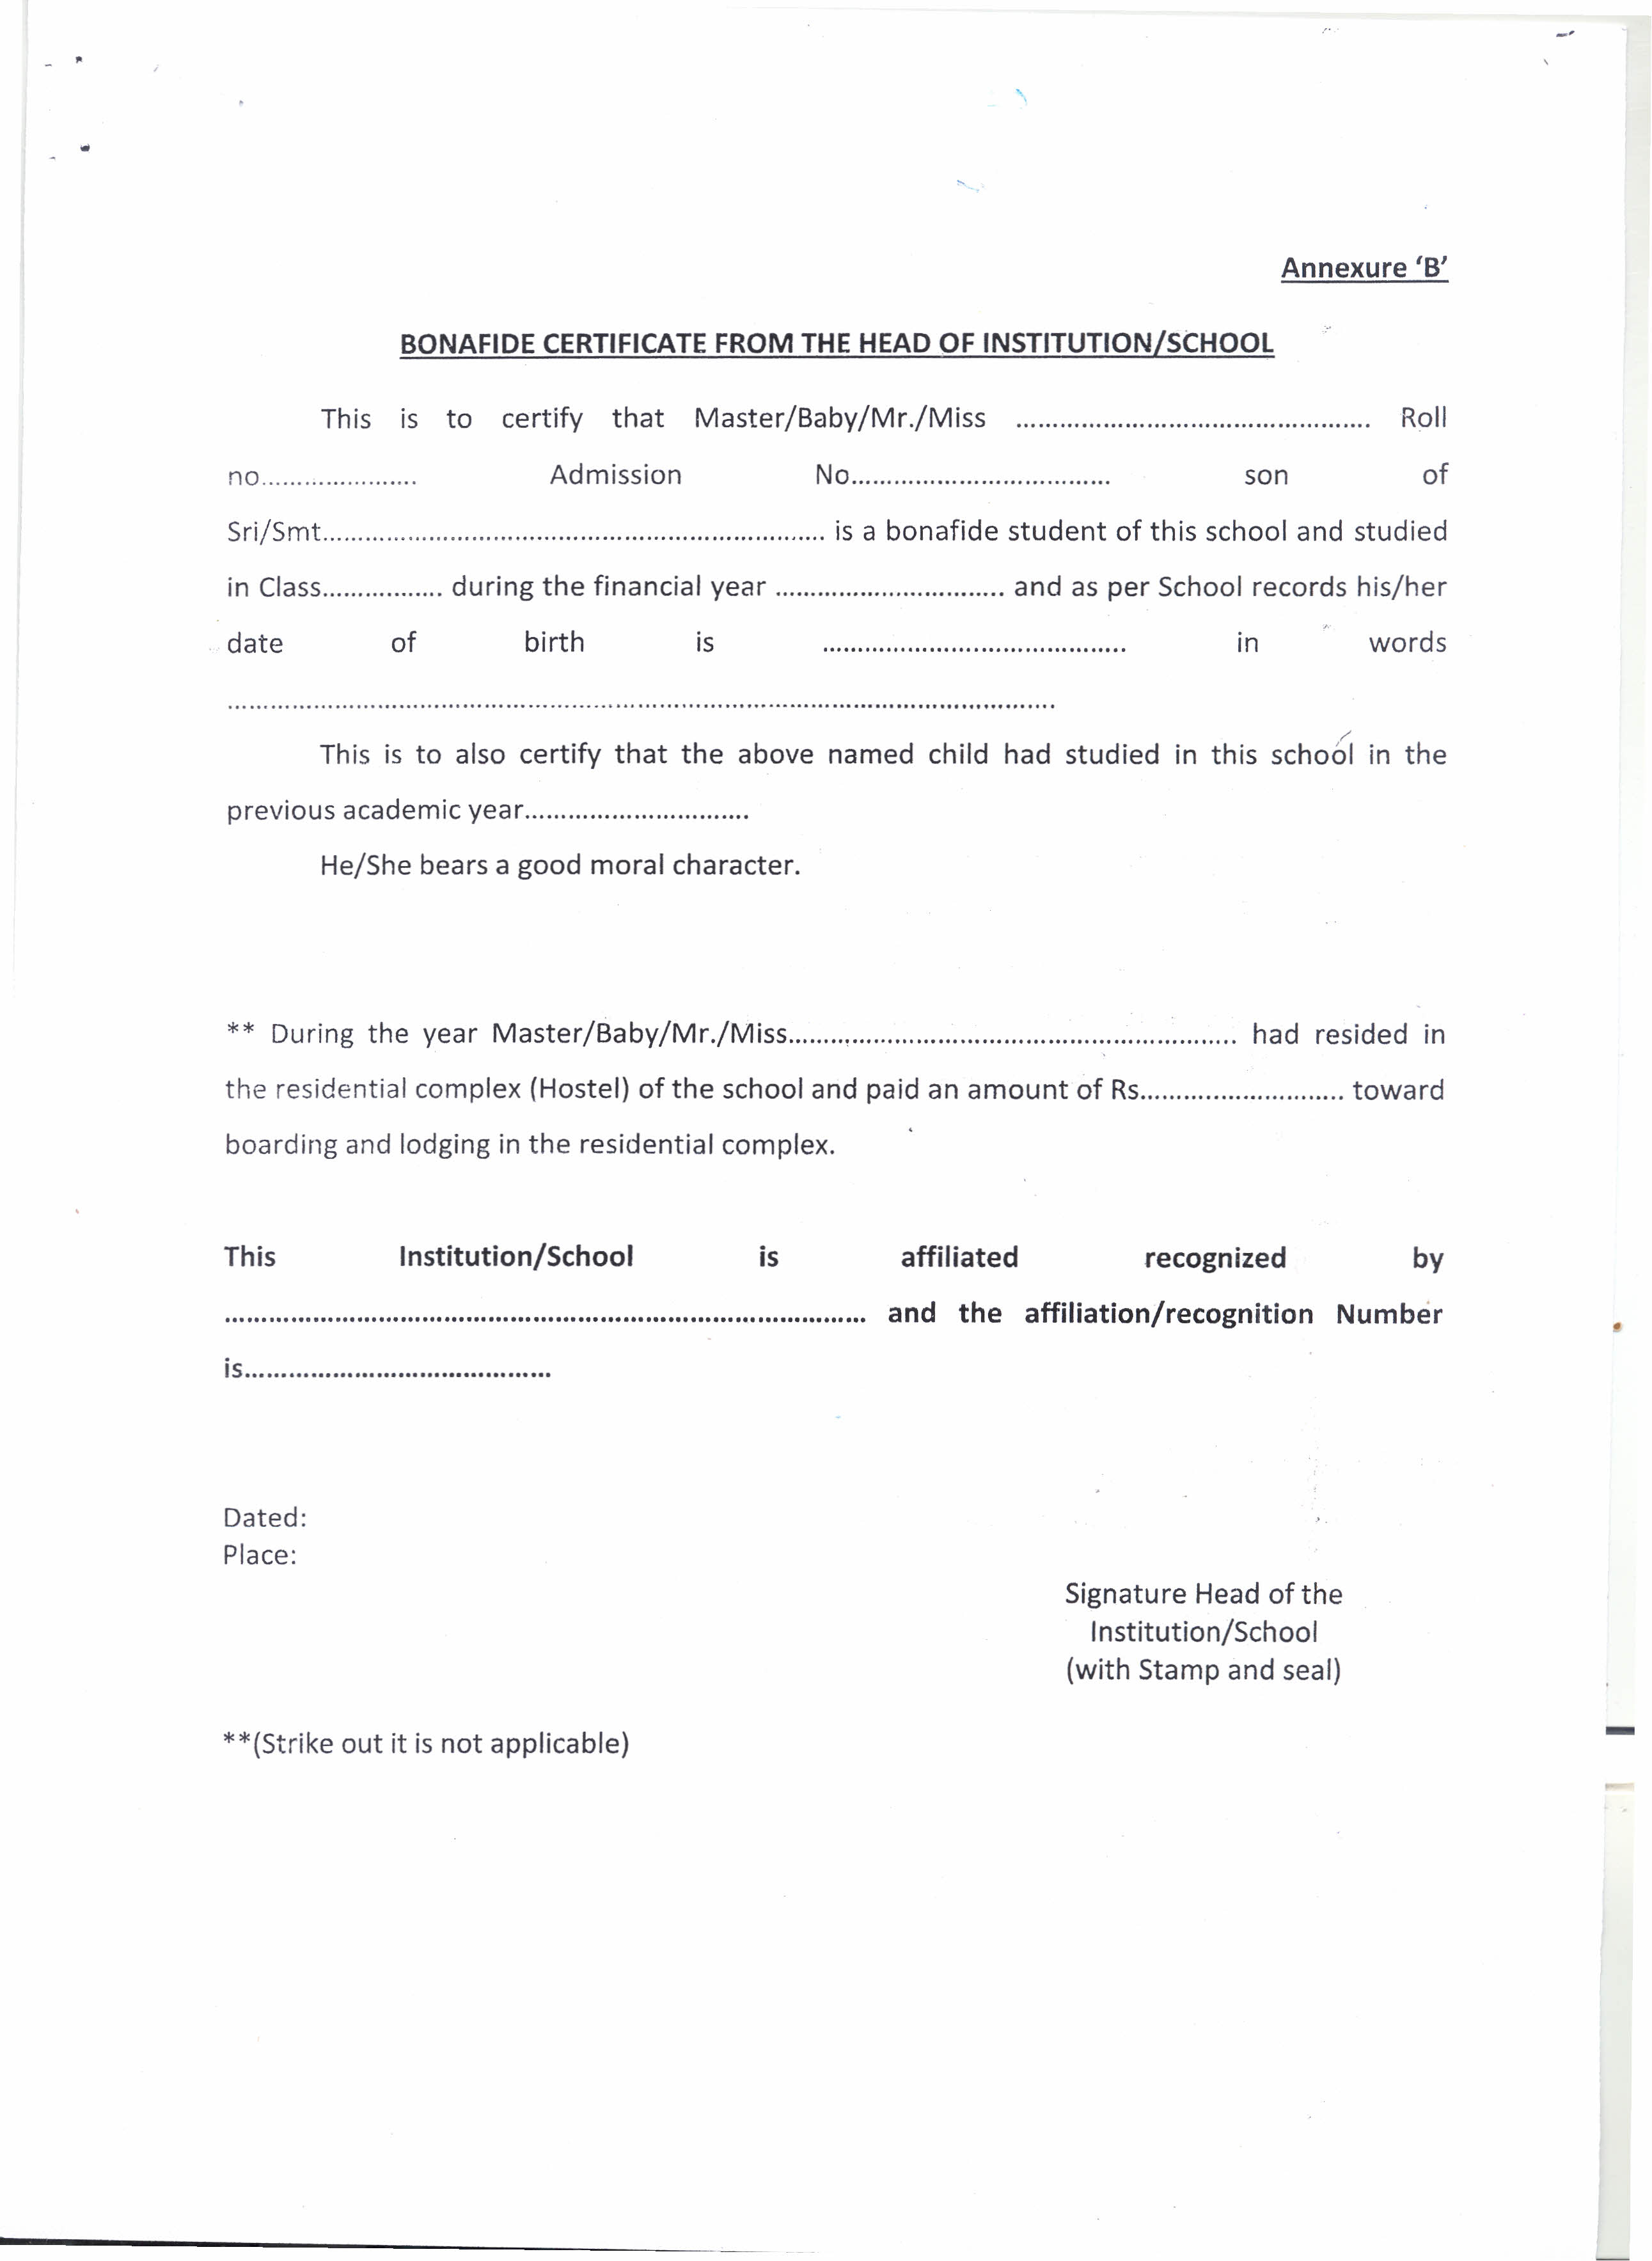 Annexure ‘B’
BONAFIDE CERTIFICATE FROM THE HEAD OF INSTITUTION/SCHOOL
This is to certify that Master/Baby/Mr./Miss ................................................ Roll
no..................... Admission No................................... son of
Sri/Smt..................................................................... is a bonafide student of this school and studied
in Class................ during the financial year ............................... and as per School records his/her
date of birth is .......................................... in words
..................................................................................................................
This is to also certify that the above named child had studied in this school in the
previous academic year...............................
He/She bears a good moral character.
** During the year Master/Baby/Mr./Miss............................................................. had resided in
the residential complex (Hostel) of the school and paid an amount of Rs............................ toward
boarding and lodging in the residential complex.
This Institution/School is affiliated recognized by
........................................................................................ and the affiliation/recognition Number
is..........................................
Dated:
Place:
Signature Head of the
Institution/School
(with Stamp and seal)
**(Strike out it is not applicable)